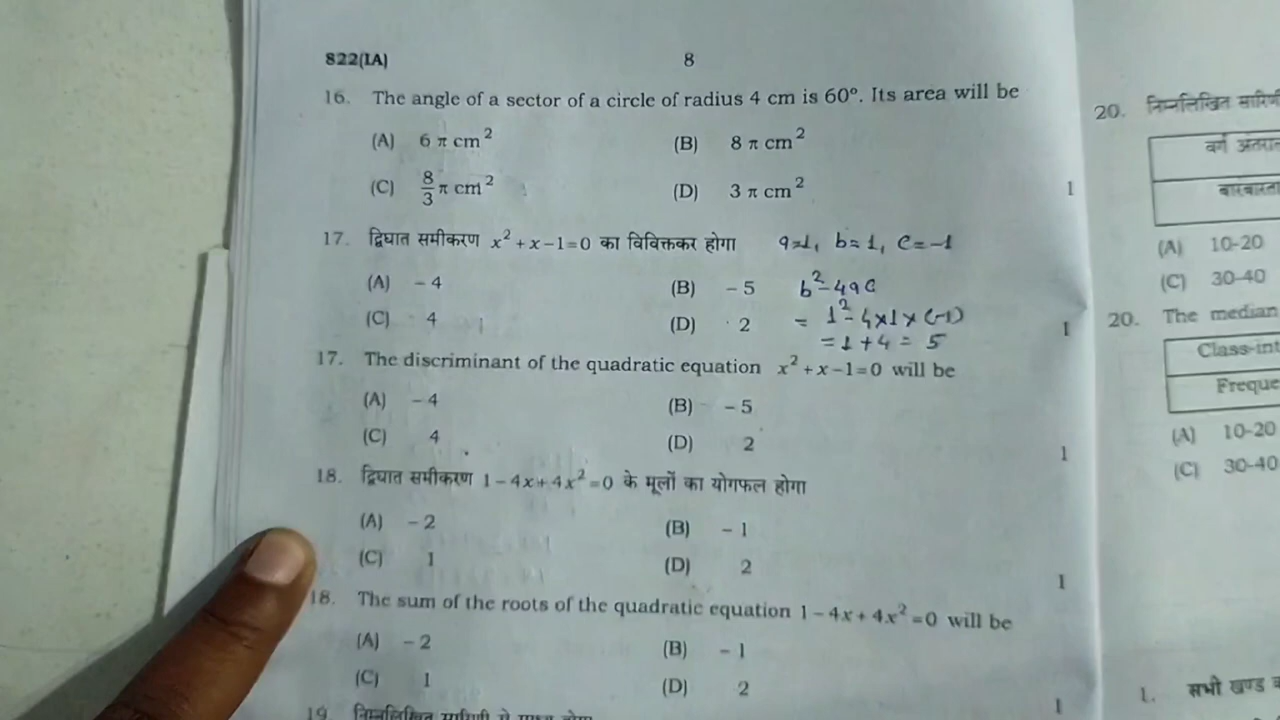 822(IA)
8
16. The angle of a sector of a circle of radius 4 cm is 60°. Its area will be
(A) 6 π cm² (B) 8 π cm²
(C) 8/3 π cm² (D) 3 π cm²
1
17. द्विघात समीकरण x² + x − 1 = 0 का विविक्तकर होगा a=1, b=1, c=−1
(A) − 4 (B) − 5 b²−4ac
(C) 4 (D) 2 = 1²−4×1×(−1)
1
=1+4 = 5
17. The discriminant of the quadratic equation x² + x − 1 = 0 will be
(A) − 4 (B) − 5
(C) 4 (D) 2
1
18. द्विघात समीकरण 1 − 4x + 4x² = 0 के मूलों का योगफल होगा
(A) − 2 (B) − 1
(C) 1 (D) 2
1
18. The sum of the roots of the quadratic equation 1 − 4x + 4x² = 0 will be
(A) − 2 (B) − 1
(C) 1 (D) 2
1
19.
20. निम्नलिखित सारिणी
वर्ग अंतराल
बारंबारता
(A) 10-20
(C) 30-40
20. The median
Class-int
Freque
(A) 10-20
(C) 30-40
1. सभी खण्ड